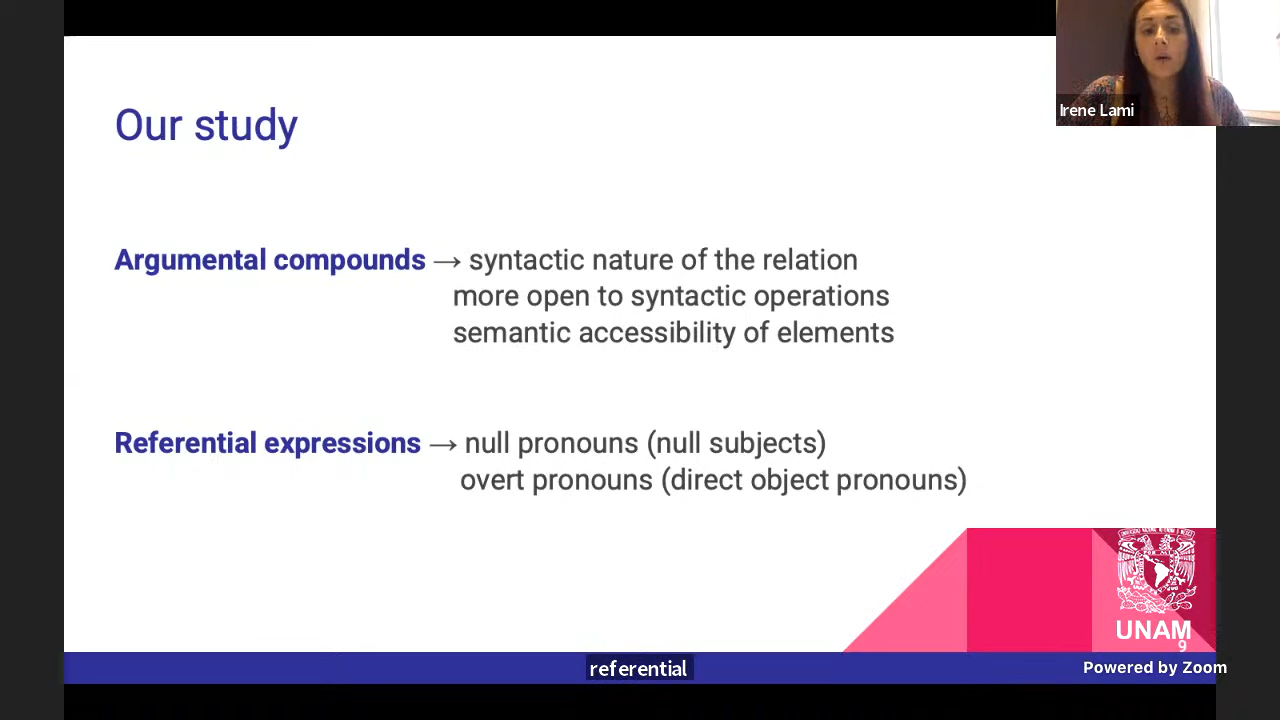 Irene Lami
Our study
Argumental compounds → syntactic nature of the relation
more open to syntactic operations
semantic accessibility of elements
Referential expressions → null pronouns (null subjects)
overt pronouns (direct object pronouns)
UNAM
9
referential
Powered by Zoom